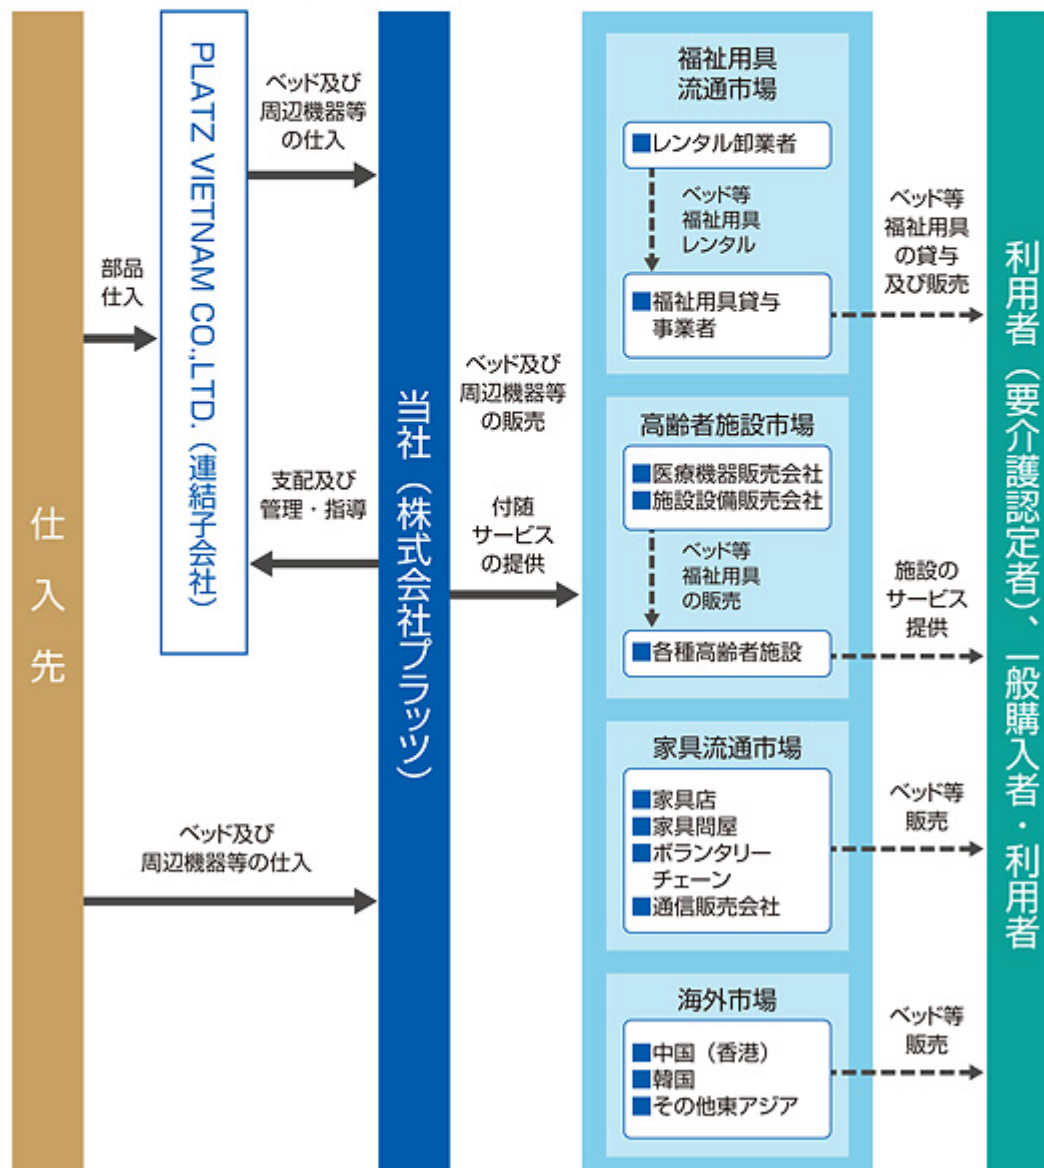 仕入先
部品
仕入
PLATZ VIETNAM CO.,LTD.（連結子会社）
ベッド及び
周辺機器等
の仕入
支配及び
管理・指導
ベッド及び
周辺機器等の仕入
当社（株式会社プラッツ）
ベッド及び
周辺機器等
の販売
付随
サービス
の提供
福祉用具
流通市場
■レンタル卸業者
ベッド等
福祉用具
レンタル
■福祉用具貸与
事業者
ベッド等
福祉用具
の貸与
及び販売
高齢者施設市場
■医療機器販売会社
■施設設備販売会社
ベッド等
福祉用具
の販売
■各種高齢者施設
施設の
サービス
提供
家具流通市場
■家具店
■家具問屋
■ボランタリー
チェーン
■通信販売会社
ベッド等
販売
海外市場
■中国（香港）
■韓国
■その他東アジア
ベッド等
販売
利用者（要介護認定者）、一般購入者・利用者